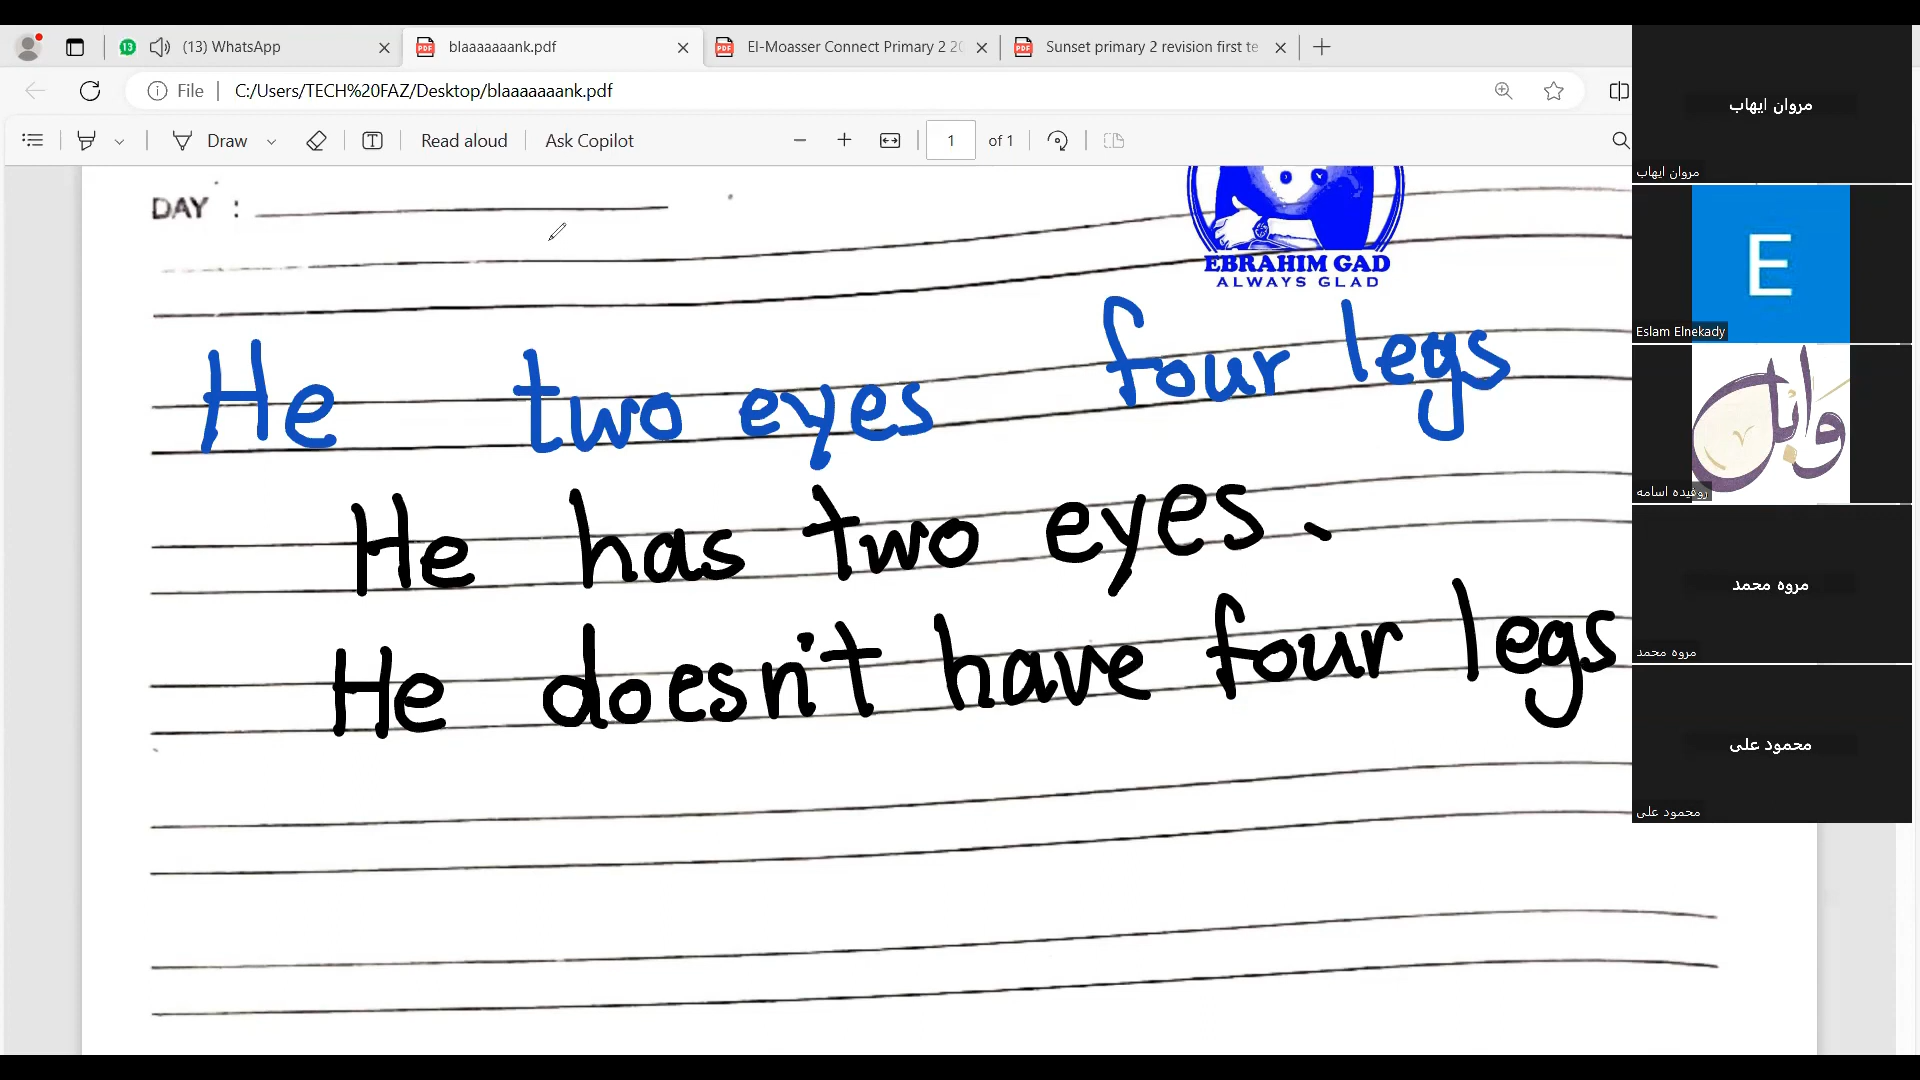 (13) WhatsApp
blaaaaaaank.pdf
El-Moasser Connect Primary 2 20
Sunset primary 2 revision first te
13
File
C:/Users/TECH%20FAZ/Desktop/blaaaaaaank.pdf
Draw
Read aloud
Ask Copilot
1
of 1
DAY :
EBRAHIM GAD
ALWAYS GLAD
He two eyes four legs
He has two eyes.
He doesn't have four legs
مروان ايهاب
مروان ايهاب
E
Eslam Elnekady
وابل
روفيده اسامه
مروه محمد
مروه محمد
محمود على
محمود على